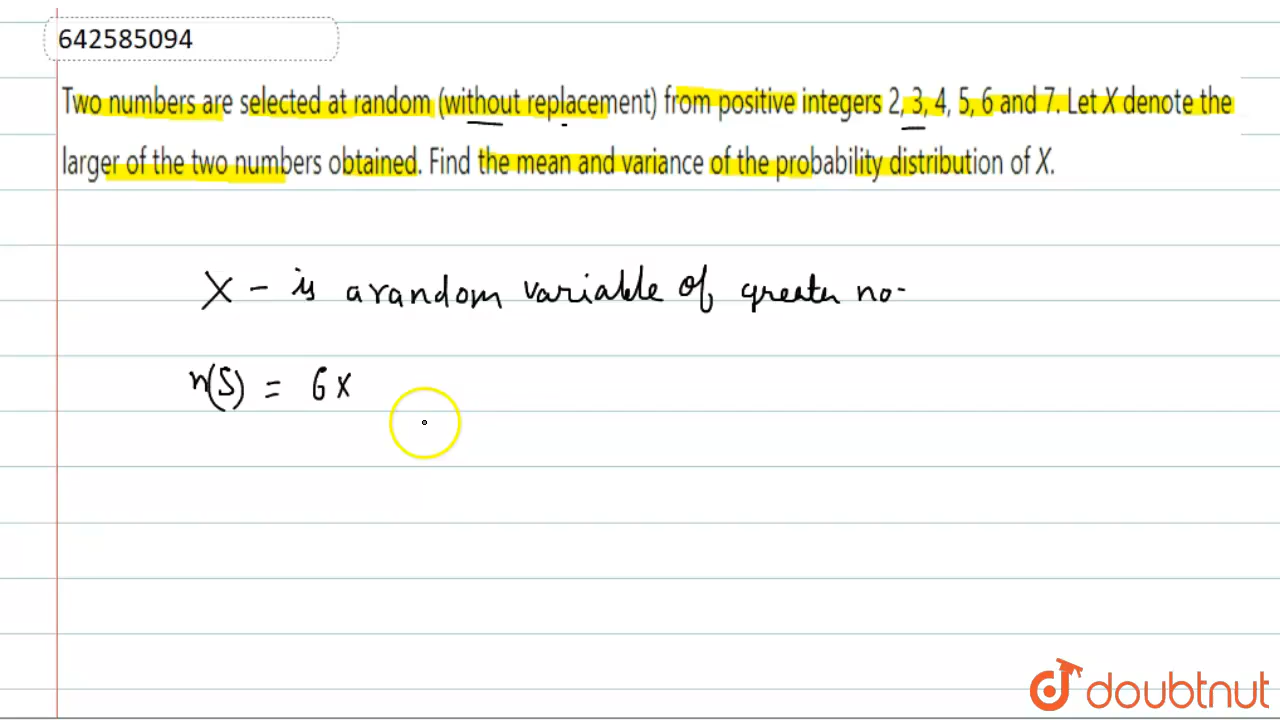 642585094
Two numbers are selected at random (without replacement) from positive integers 2, 3, 4, 5, 6 and 7. Let X denote the
larger of the two numbers obtained. Find the mean and variance of the probability distribution of X.
X - is a random variable of greater no.
n(S) = 6 x
doubtnut